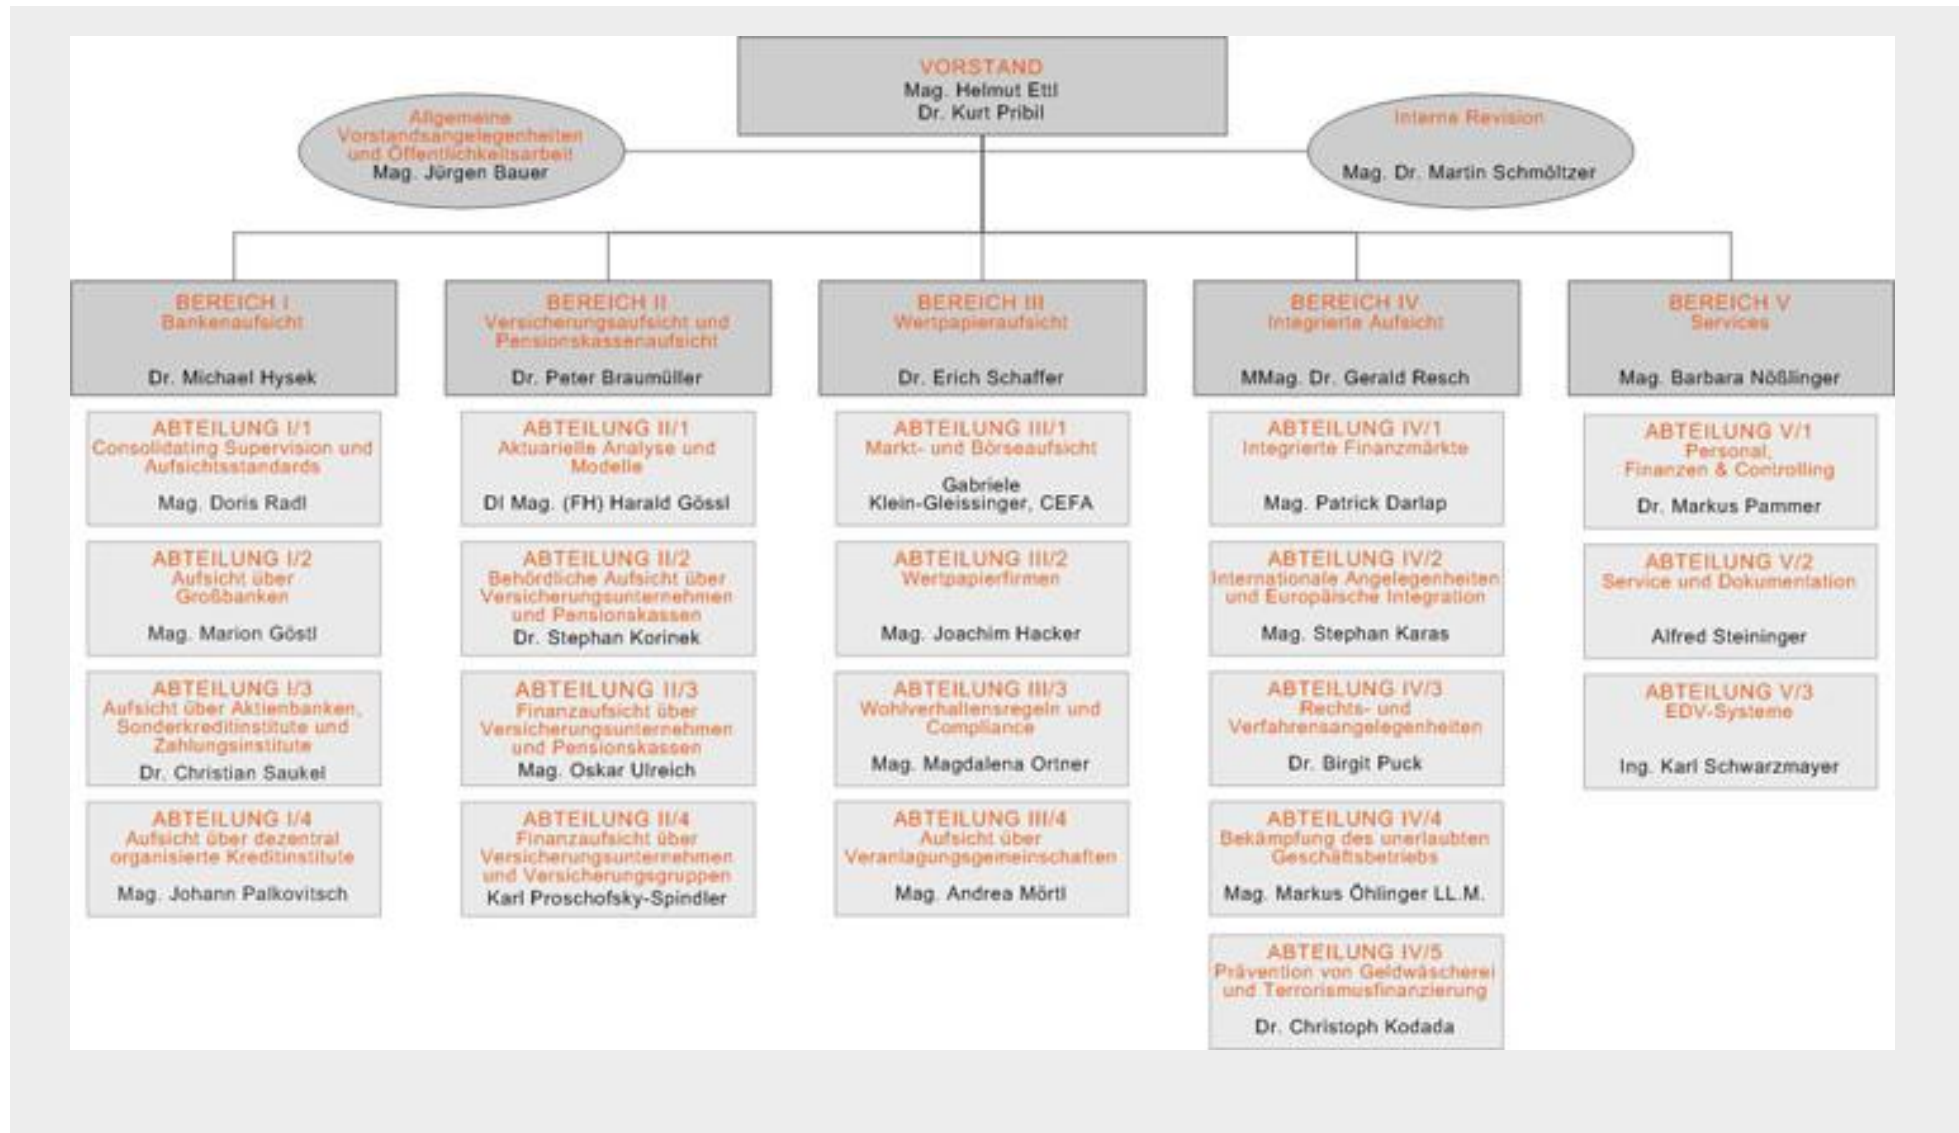 VORSTAND
Mag. Helmut Ettl
Dr. Kurt Pribil
Allgemeine
Vorstandsangelegenheiten
und Öffentlichkeitsarbeit
Mag. Jürgen Bauer
Interne Revision
Mag. Dr. Martin Schmöltzer
BEREICH I
Bankenaufsicht
Dr. Michael Hysek
BEREICH II
Versicherungsaufsicht und
Pensionskassenaufsicht
Dr. Peter Braumüller
BEREICH III
Wertpapieraufsicht
Dr. Erich Schaffer
BEREICH IV
Integrierte Aufsicht
MMag. Dr. Gerald Resch
BEREICH V
Services
Mag. Barbara Nößlinger
ABTEILUNG I/1
Consolidating Supervision und
Aufsichtsstandards
Mag. Doris Radl
ABTEILUNG I/2
Aufsicht über
Großbanken
Mag. Marion Göstl
ABTEILUNG I/3
Aufsicht über Aktienbanken,
Sonderkreditinstitute und
Zahlungsinstitute
Dr. Christian Saukel
ABTEILUNG I/4
Aufsicht über dezentral
organisierte Kreditinstitute
Mag. Johann Palkovitsch
ABTEILUNG II/1
Aktuarielle Analyse und
Modelle
DI Mag. (FH) Harald Gössl
ABTEILUNG II/2
Behördliche Aufsicht über
Versicherungsunternehmen
und Pensionskassen
Dr. Stephan Korinek
ABTEILUNG II/3
Finanzaufsicht über
Versicherungsunternehmen
und Pensionskassen
Mag. Oskar Ulreich
ABTEILUNG II/4
Finanzaufsicht über
Versicherungsunternehmen
und Versicherungsgruppen
Karl Proschofsky-Spindler
ABTEILUNG III/1
Markt- und Börseaufsicht
Gabriele
Klein-Gleissinger, CEFA
ABTEILUNG III/2
Wertpapierfirmen
Mag. Joachim Hacker
ABTEILUNG III/3
Wohlverhaltensregeln und
Compliance
Mag. Magdalena Ortner
ABTEILUNG III/4
Aufsicht über
Veranlagungsgemeinschaften
Mag. Andrea Mörtl
ABTEILUNG IV/1
Integrierte Finanzmärkte
Mag. Patrick Darlap
ABTEILUNG IV/2
Internationale Angelegenheiten
und Europäische Integration
Mag. Stephan Karas
ABTEILUNG IV/3
Rechts- und
Verfahrensangelegenheiten
Dr. Birgit Puck
ABTEILUNG IV/4
Bekämpfung des unerlaubten
Geschäftsbetriebs
Mag. Markus Öhlinger LL.M.
ABTEILUNG IV/5
Prävention von Geldwäscherei
und Terrorismusfinanzierung
Dr. Christoph Kodada
ABTEILUNG V/1
Personal,
Finanzen & Controlling
Dr. Markus Pammer
ABTEILUNG V/2
Service und Dokumentation
Alfred Steininger
ABTEILUNG V/3
EDV-Systeme
Ing. Karl Schwarzmayer